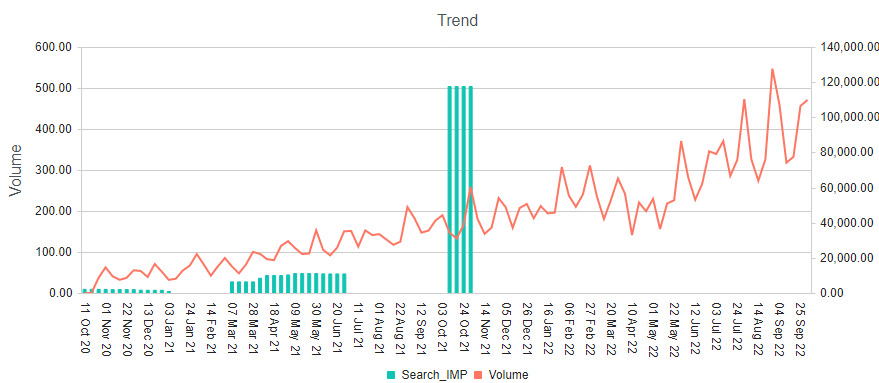 Trend
600.00
500.00
400.00
300.00
200.00
100.00
0.00
Volume
140,000.00
120,000.00
100,000.00
80,000.00
60,000.00
40,000.00
20,000.00
0.00
11 Oct 20
01 Nov 20
22 Nov 20
13 Dec 20
03 Jan 21
24 Jan 21
14 Feb 21
07 Mar 21
28 Mar 21
18 Apr 21
09 May 21
30 May 21
20 Jun 21
11 Jul 21
01 Aug 21
22 Aug 21
12 Sep 21
03 Oct 21
24 Oct 21
14 Nov 21
05 Dec 21
26 Dec 21
16 Jan 22
06 Feb 22
27 Feb 22
20 Mar 22
10 Apr 22
01 May 22
22 May 22
12 Jun 22
03 Jul 22
24 Jul 22
14 Aug 22
04 Sep 22
25 Sep 22
Search_IMP
Volume